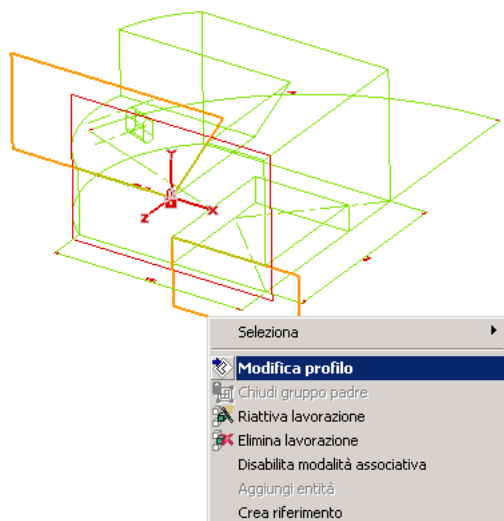 Y
X
Z
Seleziona
Modifica profilo
Chiudi gruppo padre
Riattiva lavorazione
Elimina lavorazione
Disabilita modalità associativa
Aggiungi entità
Crea riferimento